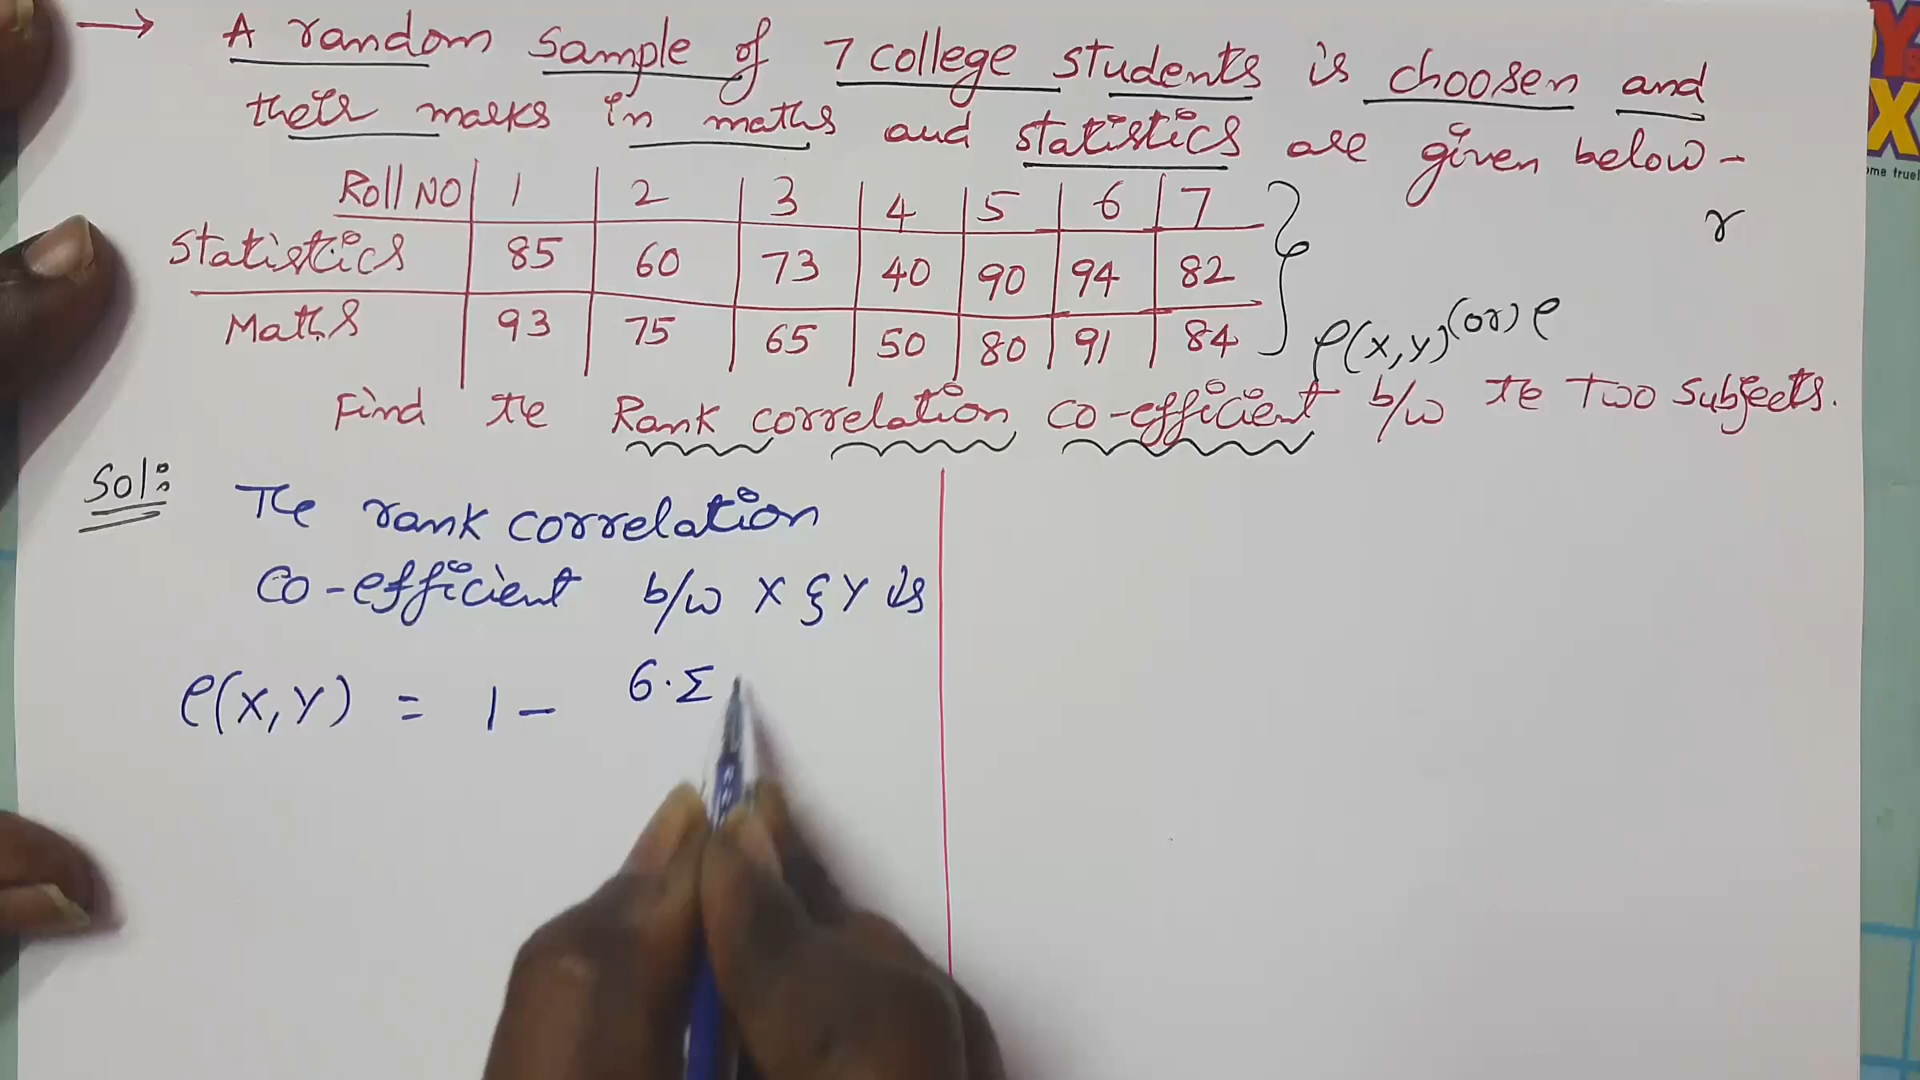 → A random sample of 7 college students is choosen and
their marks in maths and statistics are given below -
Roll NO 1 2 3 4 5 6 7
r
Statistics 85 60 73 40 90 94 82
Maths 93 75 65 50 80 91 84
ρ(X,Y) (or) ρ
Find the Rank correlation co-efficient b/w the Two Subjects.
Sol:
The rank correlation
co-efficient b/w X & Y is
ρ(X,Y) = 1 - 6.Σ